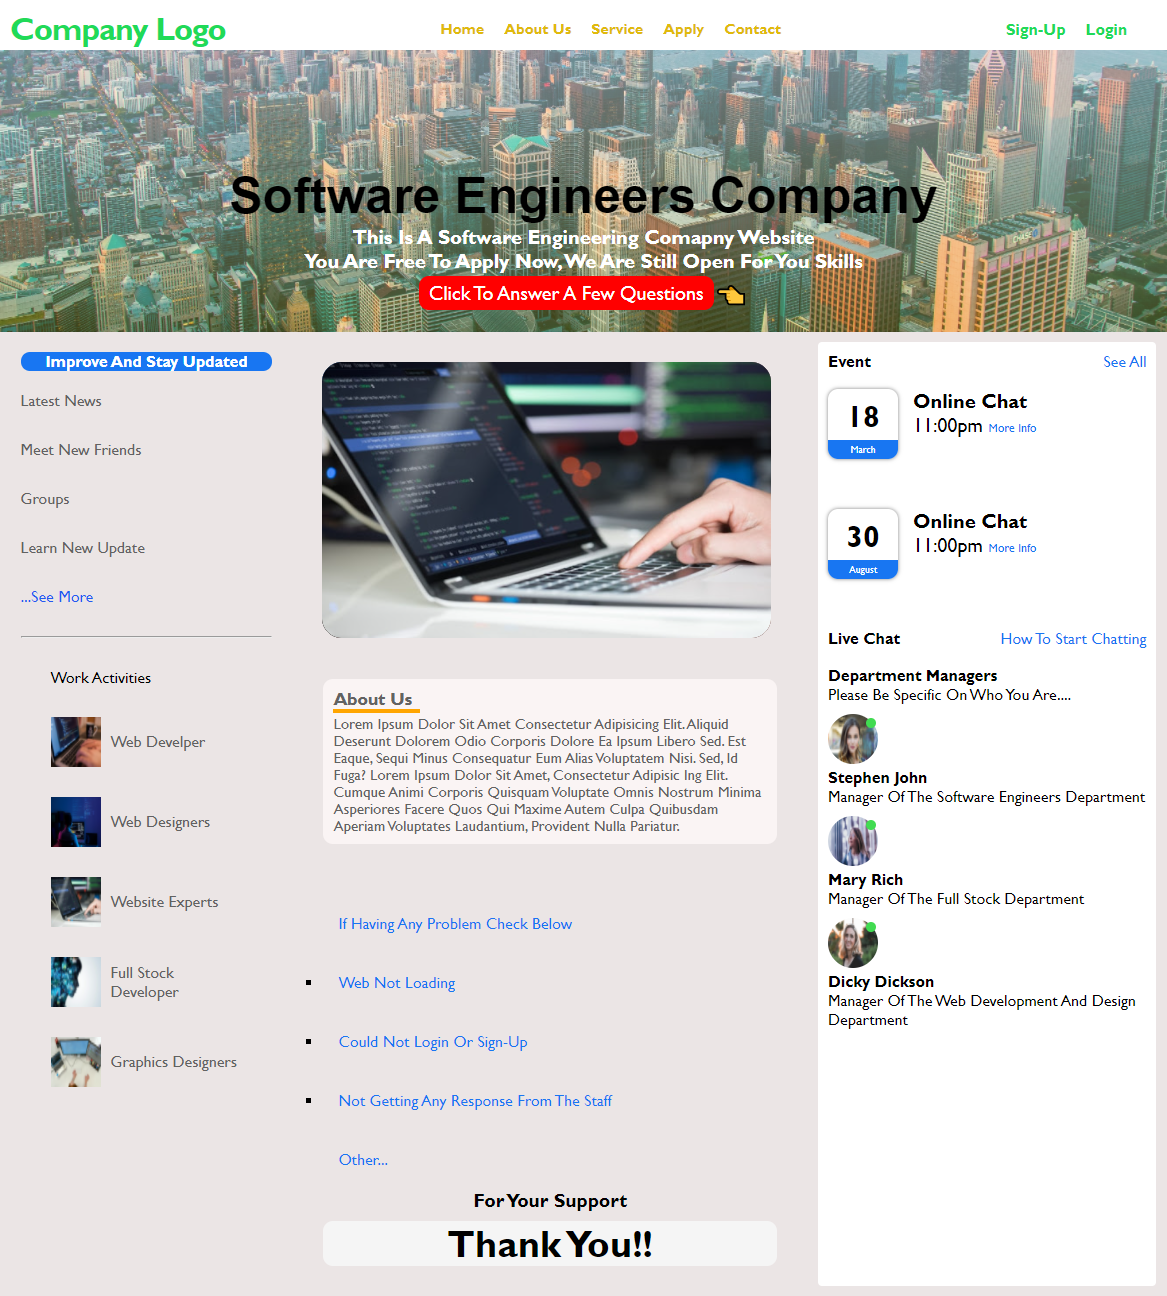 Company Logo
Home About Us Service Apply Contact
Sign-Up Login
Software Engineers Company
This Is A Software Engineering Comapny Website
You Are Free To Apply Now, We Are Still Open For You Skills
Click To Answer A Few Questions
Improve And Stay Updated
Latest News
Meet New Friends
Groups
Learn New Update
...See More
Work Activities
Web Develper
Web Designers
Website Experts
Full Stock
Developer
Graphics Designers
About Us
Lorem Ipsum Dolor Sit Amet Consectetur Adipisicing Elit. Aliquid
Deserunt Dolorem Odio Corporis Dolore Ea Ipsum Libero Sed. Est
Eaque, Sequi Minus Consequatur Eum Alias Voluptatem Nisi. Sed, Id
Fuga? Lorem Ipsum Dolor Sit Amet, Consectetur Adipisic Ing Elit.
Cumque Animi Corporis Quisquam Voluptate Omnis Nostrum Minima
Asperiores Facere Quos Qui Maxime Autem Culpa Quibusdam
Aperiam Voluptates Laudantium, Provident Nulla Pariatur.
If Having Any Problem Check Below
Web Not Loading
Could Not Login Or Sign-Up
Not Getting Any Response From The Staff
Other...
For Your Support
Thank You!!
Event See All
18
March
Online Chat
11:00pm More Info
30
August
Online Chat
11:00pm More Info
Live Chat How To Start Chatting
Department Managers
Please Be Specific On Who You Are....
Stephen John
Manager Of The Software Engineers Department
Mary Rich
Manager Of The Full Stock Department
Dicky Dickson
Manager Of The Web Development And Design
Department